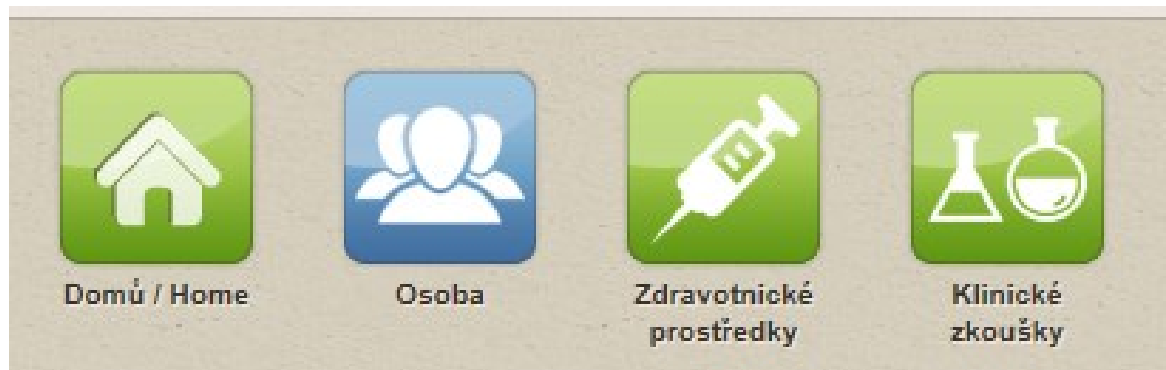 Domů / Home
Osoba
Zdravotnické
prostředky
Klinické
zkoušky